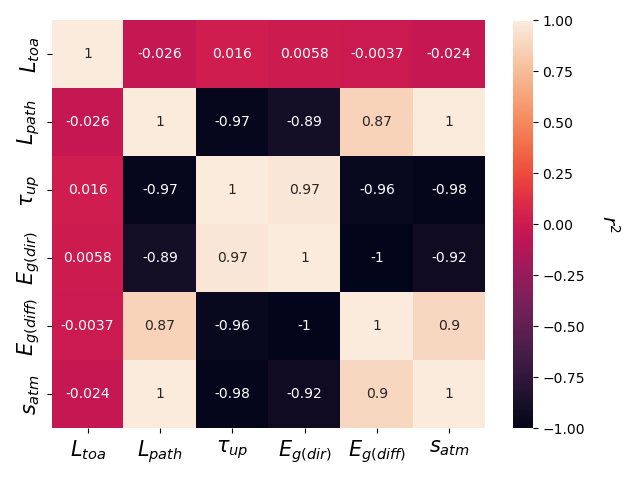 L_toa 1 -0.026 0.016 0.0058 -0.0037 -0.024
L_path -0.026 1 -0.97 -0.89 0.87 1
τ_up 0.016 -0.97 1 0.97 -0.96 -0.98
E_g(dir) 0.0058 -0.89 0.97 1 -1 -0.92
E_g(diff) -0.0037 0.87 -0.96 -1 1 0.9
s_atm -0.024 1 -0.98 -0.92 0.9 1
L_toa L_path τ_up E_g(dir) E_g(diff) s_atm
1.00
0.75
0.50
0.25
0.00
−0.25
−0.50
−0.75
−1.00
r²